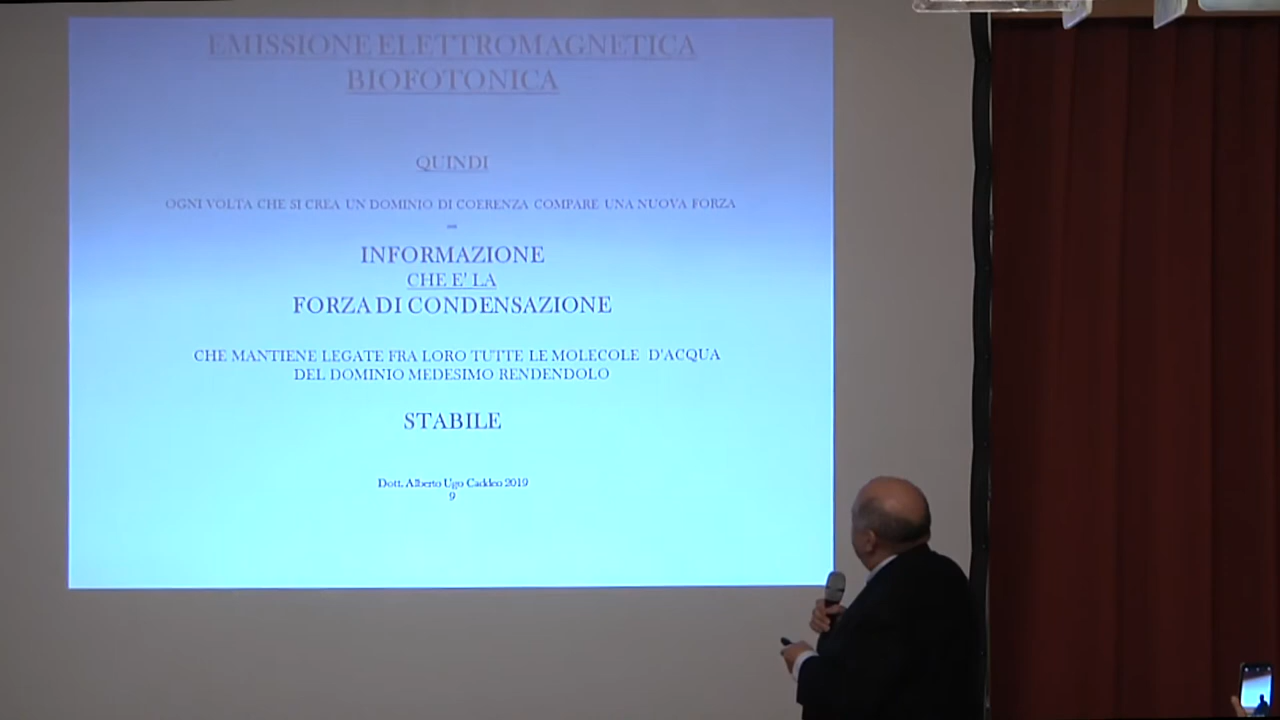 EMISSIONE ELETTROMAGNETICA
BIOFOTONICA
QUINDI
OGNI VOLTA CHE SI CREA UN DOMINIO DI COERENZA COMPARE UNA NUOVA FORZA
–
INFORMAZIONE
CHE E' LA
FORZA DI CONDENSAZIONE
CHE MANTIENE LEGATE FRA LORO TUTTE LE MOLECOLE D'ACQUA
DEL DOMINIO MEDESIMO RENDENDOLO
STABILE
Dott. Alberto Ugo Caddeo 2019
9